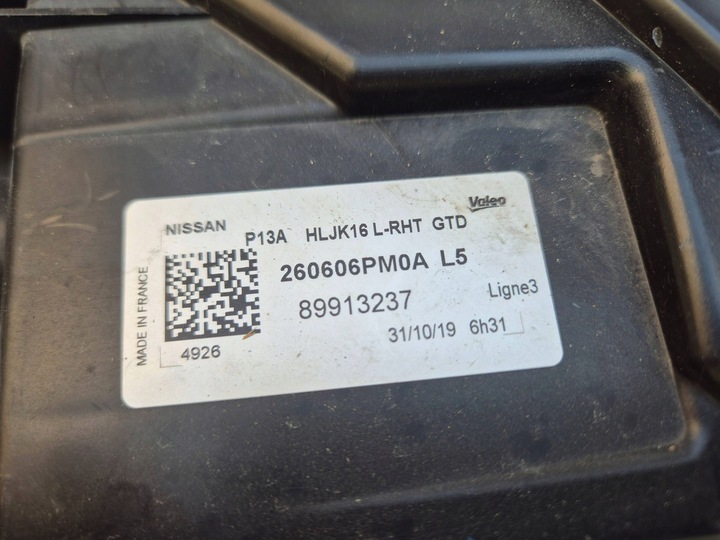 Valeo
NISSAN
P13A HLJK16 L-RHT GTD
260606PM0A L5
89913237
Ligne3
31/10/19 6h31
4926
MADE IN FRANCE